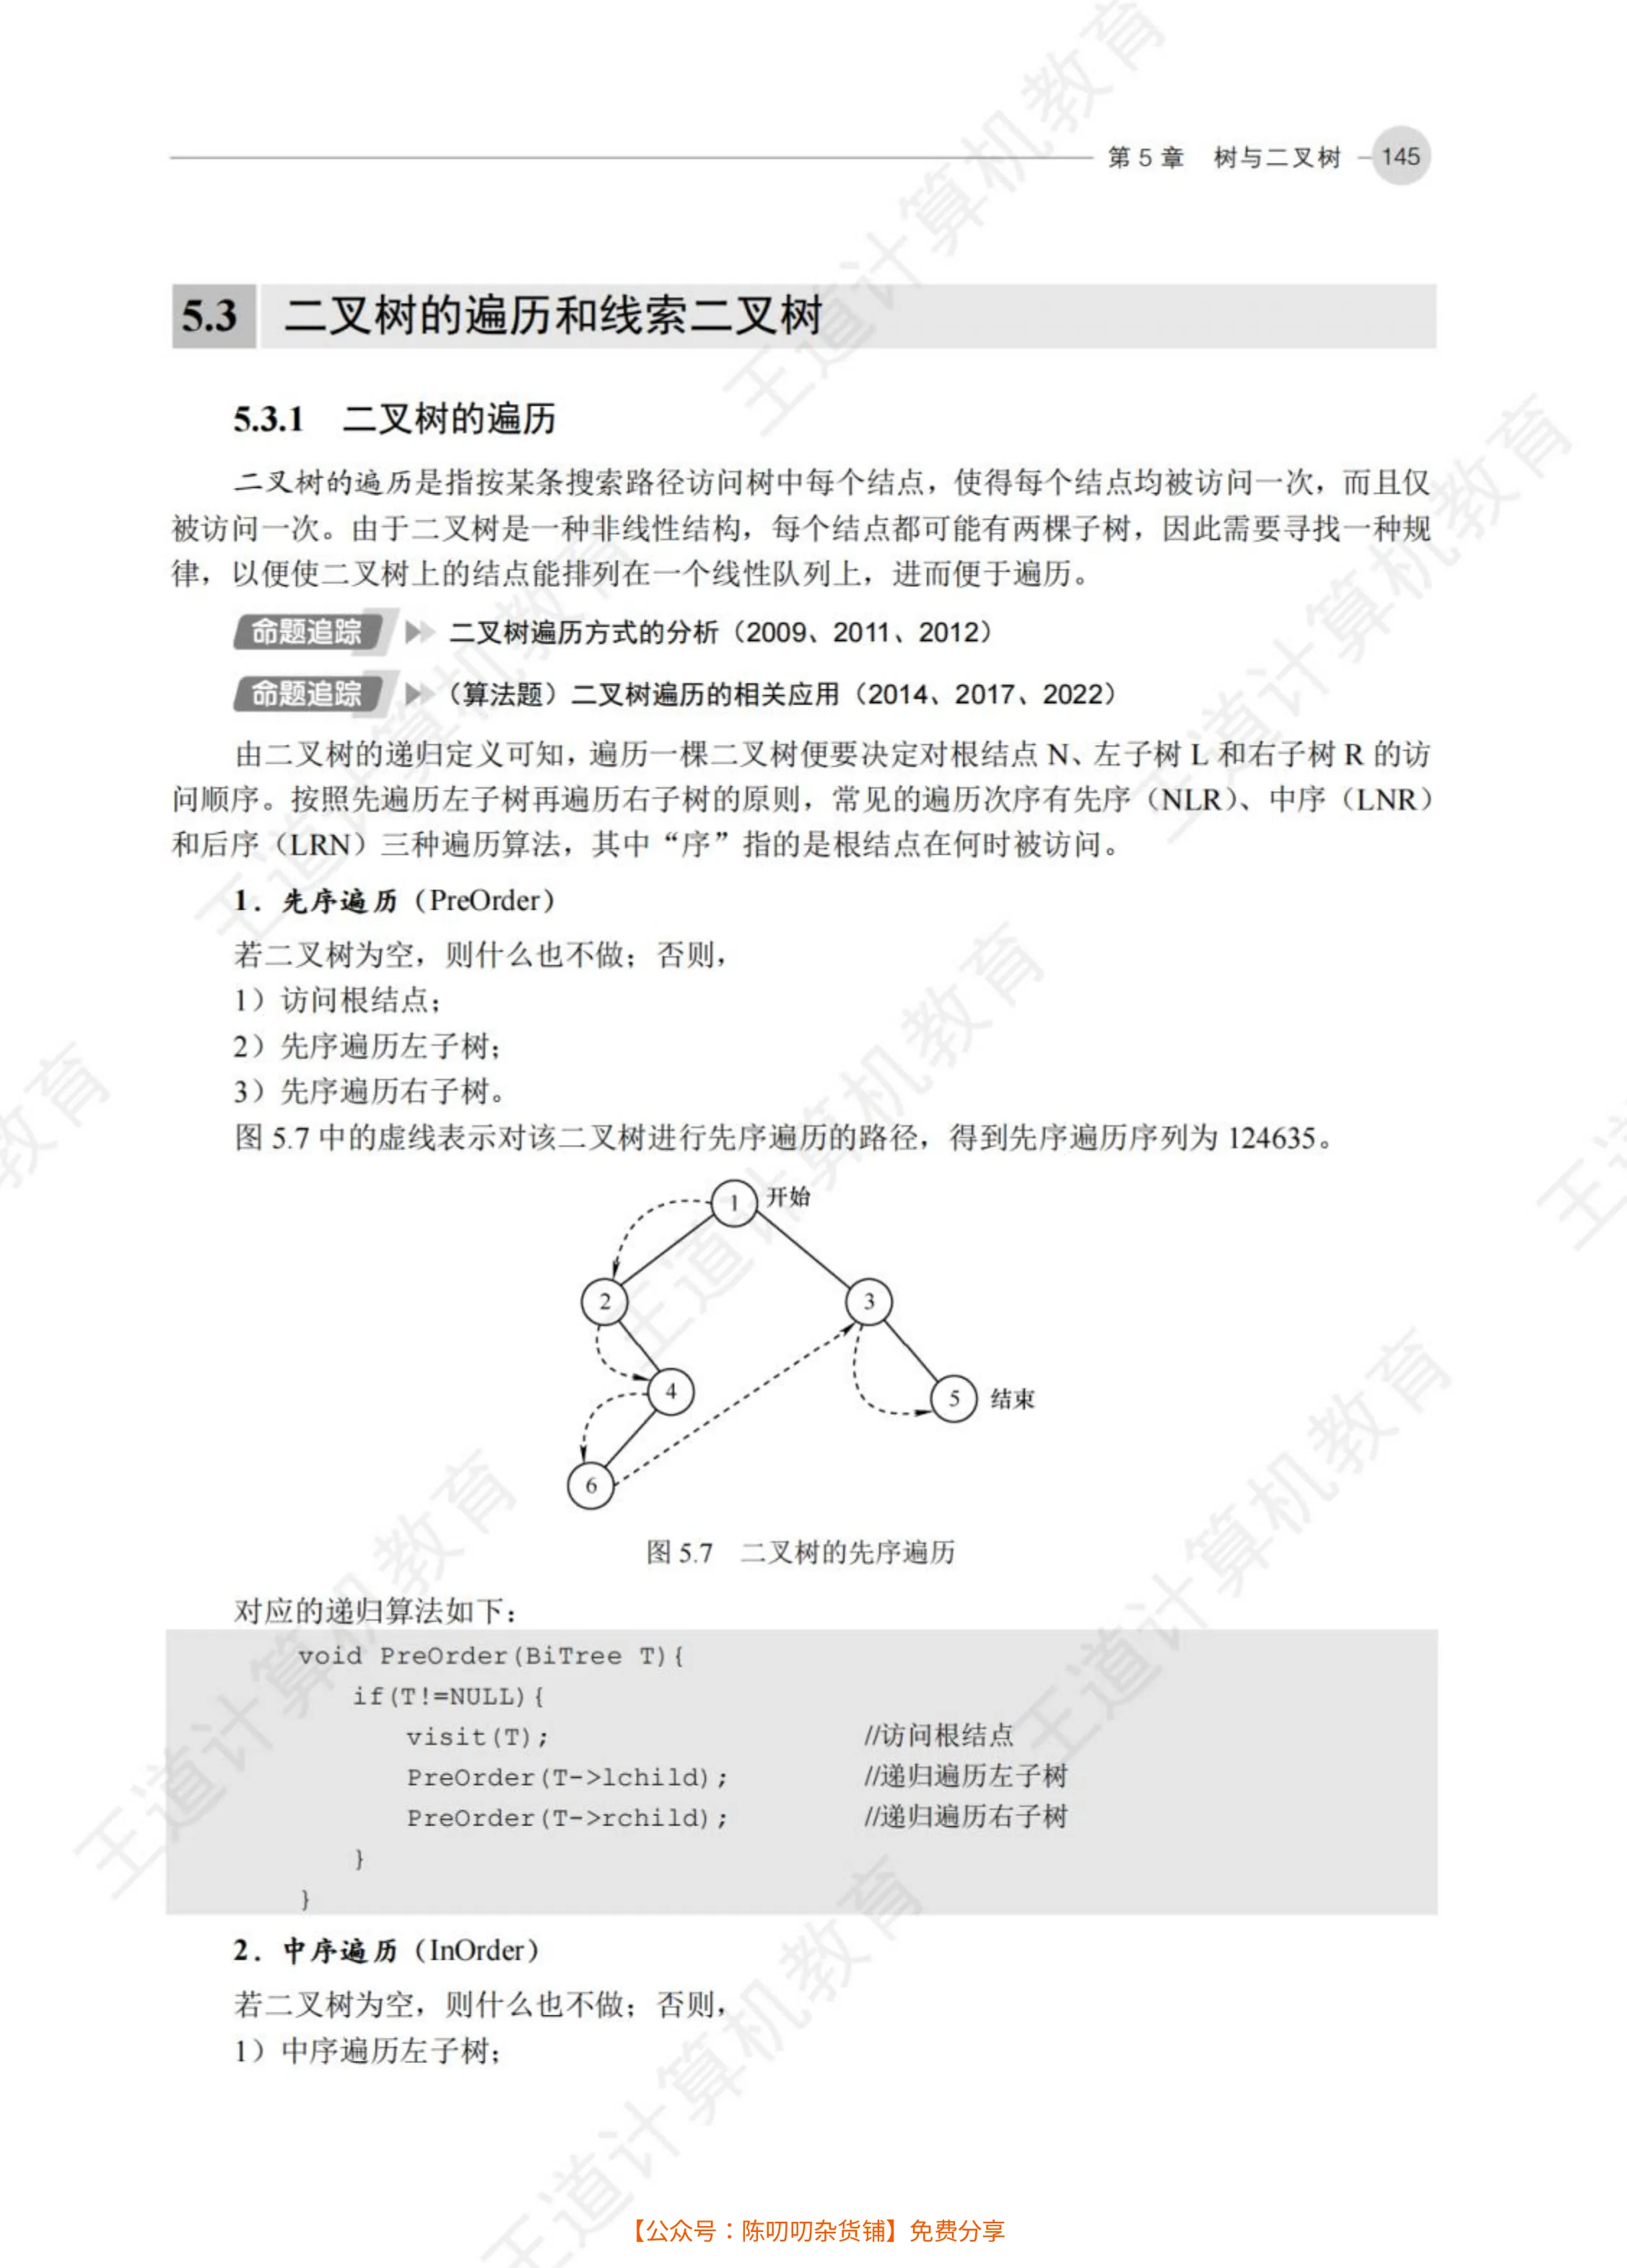 第 5 章 树与二叉树 145
5.3 二叉树的遍历和线索二叉树
5.3.1 二叉树的遍历
二叉树的遍历是指按某条搜索路径访问树中每个结点，使得每个结点均被访问一次，而且仅
被访问一次。由于二叉树是一种非线性结构，每个结点都可能有两棵子树，因此需要寻找一种规
律，以便使二叉树上的结点能排列在一个线性队列上，进而便于遍历。
命题追踪 二叉树遍历方式的分析（2009、2011、2012）
命题追踪 （算法题）二叉树遍历的相关应用（2014、2017、2022）
由二叉树的递归定义可知，遍历一棵二叉树便要决定对根结点 N、左子树 L 和右子树 R 的访
问顺序。按照先遍历左子树再遍历右子树的原则，常见的遍历次序有先序（NLR）、中序（LNR）
和后序（LRN）三种遍历算法，其中“序”指的是根结点在何时被访问。
1．先序遍历（PreOrder）
若二叉树为空，则什么也不做；否则，
1）访问根结点；
2）先序遍历左子树；
3）先序遍历右子树。
图 5.7 中的虚线表示对该二叉树进行先序遍历的路径，得到先序遍历序列为 124635。
1 开始
2
3
4
5 结束
6
图 5.7 二叉树的先序遍历
对应的递归算法如下：
void PreOrder(BiTree T){
if(T!=NULL){
visit(T); //访问根结点
PreOrder(T->lchild); //递归遍历左子树
PreOrder(T->rchild); //递归遍历右子树
}
}
2．中序遍历（InOrder）
若二叉树为空，则什么也不做；否则，
1）中序遍历左子树；
【公众号：陈叨叨杂货铺】免费分享
王道计算机教育